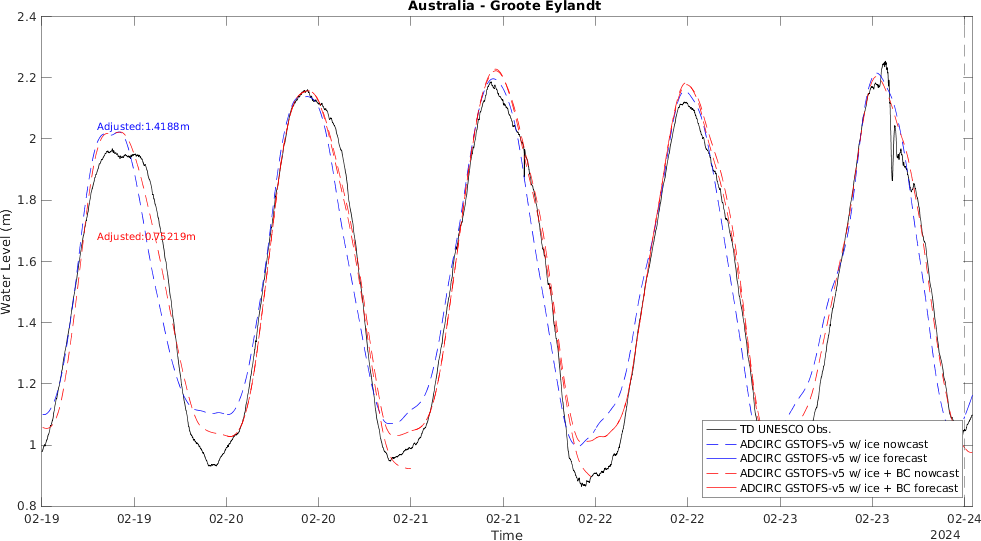 Australia - Groote Eylandt
2.4
2.2
2
1.8
1.6
1.4
1.2
1
0.8
Water Level (m)
Adjusted:1.4188m
Adjusted:0.75219m
TD UNESCO Obs.
ADCIRC GSTOFS-v5 w/ ice nowcast
ADCIRC GSTOFS-v5 w/ ice forecast
ADCIRC GSTOFS-v5 w/ ice + BC nowcast
ADCIRC GSTOFS-v5 w/ ice + BC forecast
02-19 02-19 02-20 02-20 02-21 02-21 02-22 02-22 02-23 02-23 02-24
Time
2024